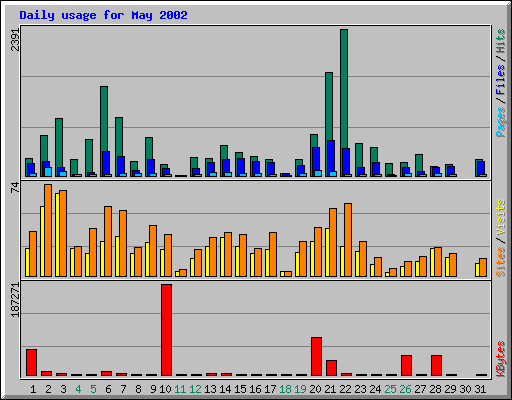 Daily usage for May 2002
2391
Pages / Files / Hits
74
Sites / Visits
187271
KBytes
1 2 3 4 5 6 7 8 9 10 11 12 13 14 15 16 17 18 19 20 21 22 23 24 25 26 27 28 29 30 31